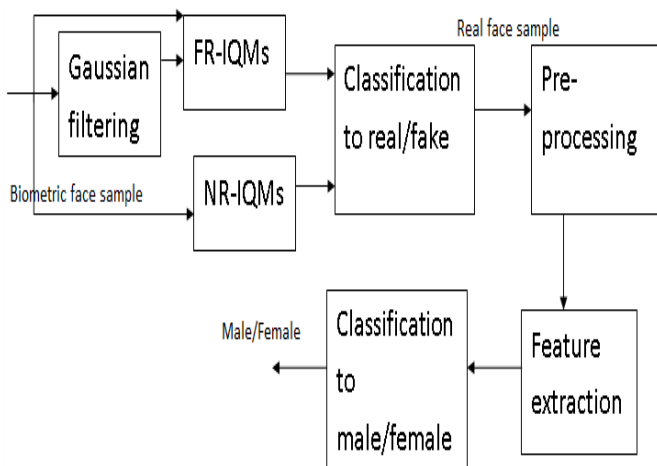 Real face sample
Gaussian
filtering
FR-IQMs
Classification
to real/fake
Pre-
processing
Biometric face sample
NR-IQMs
Male/Female
Classification
to
male/female
Feature
extraction